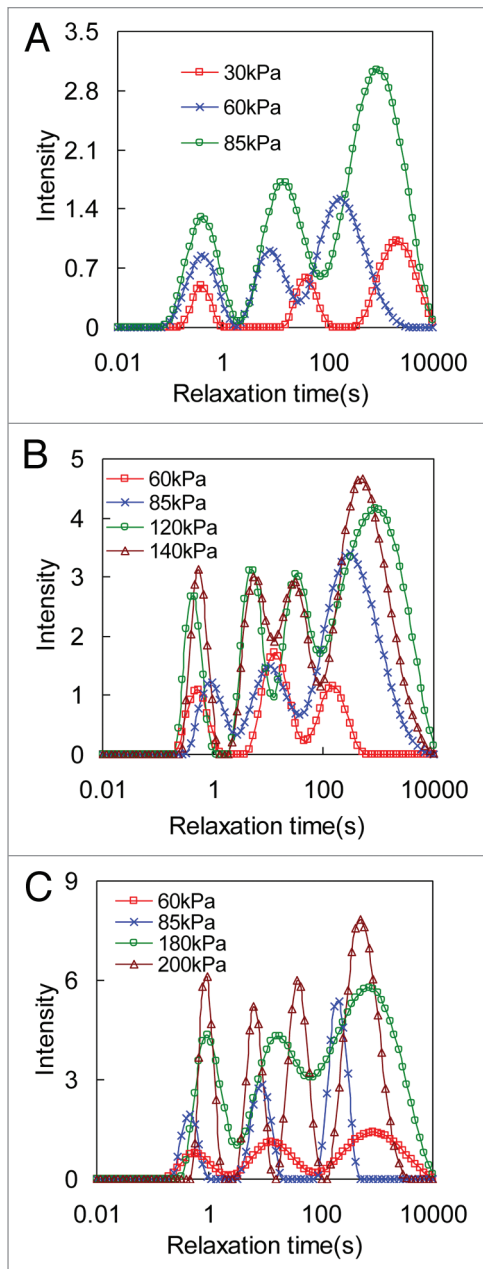 A
3.5
2.8
2.1
1.4
0.7
0
Intensity
30kPa
60kPa
85kPa
0.01 1 100 10000
Relaxation time(s)
B
5
4
3
2
1
0
Intensity
60kPa
85kPa
120kPa
140kPa
0.01 1 100 10000
Relaxation time(s)
C
9
6
3
0
Intensity
60kPa
85kPa
180kPa
200kPa
0.01 1 100 10000
Relaxation time(s)